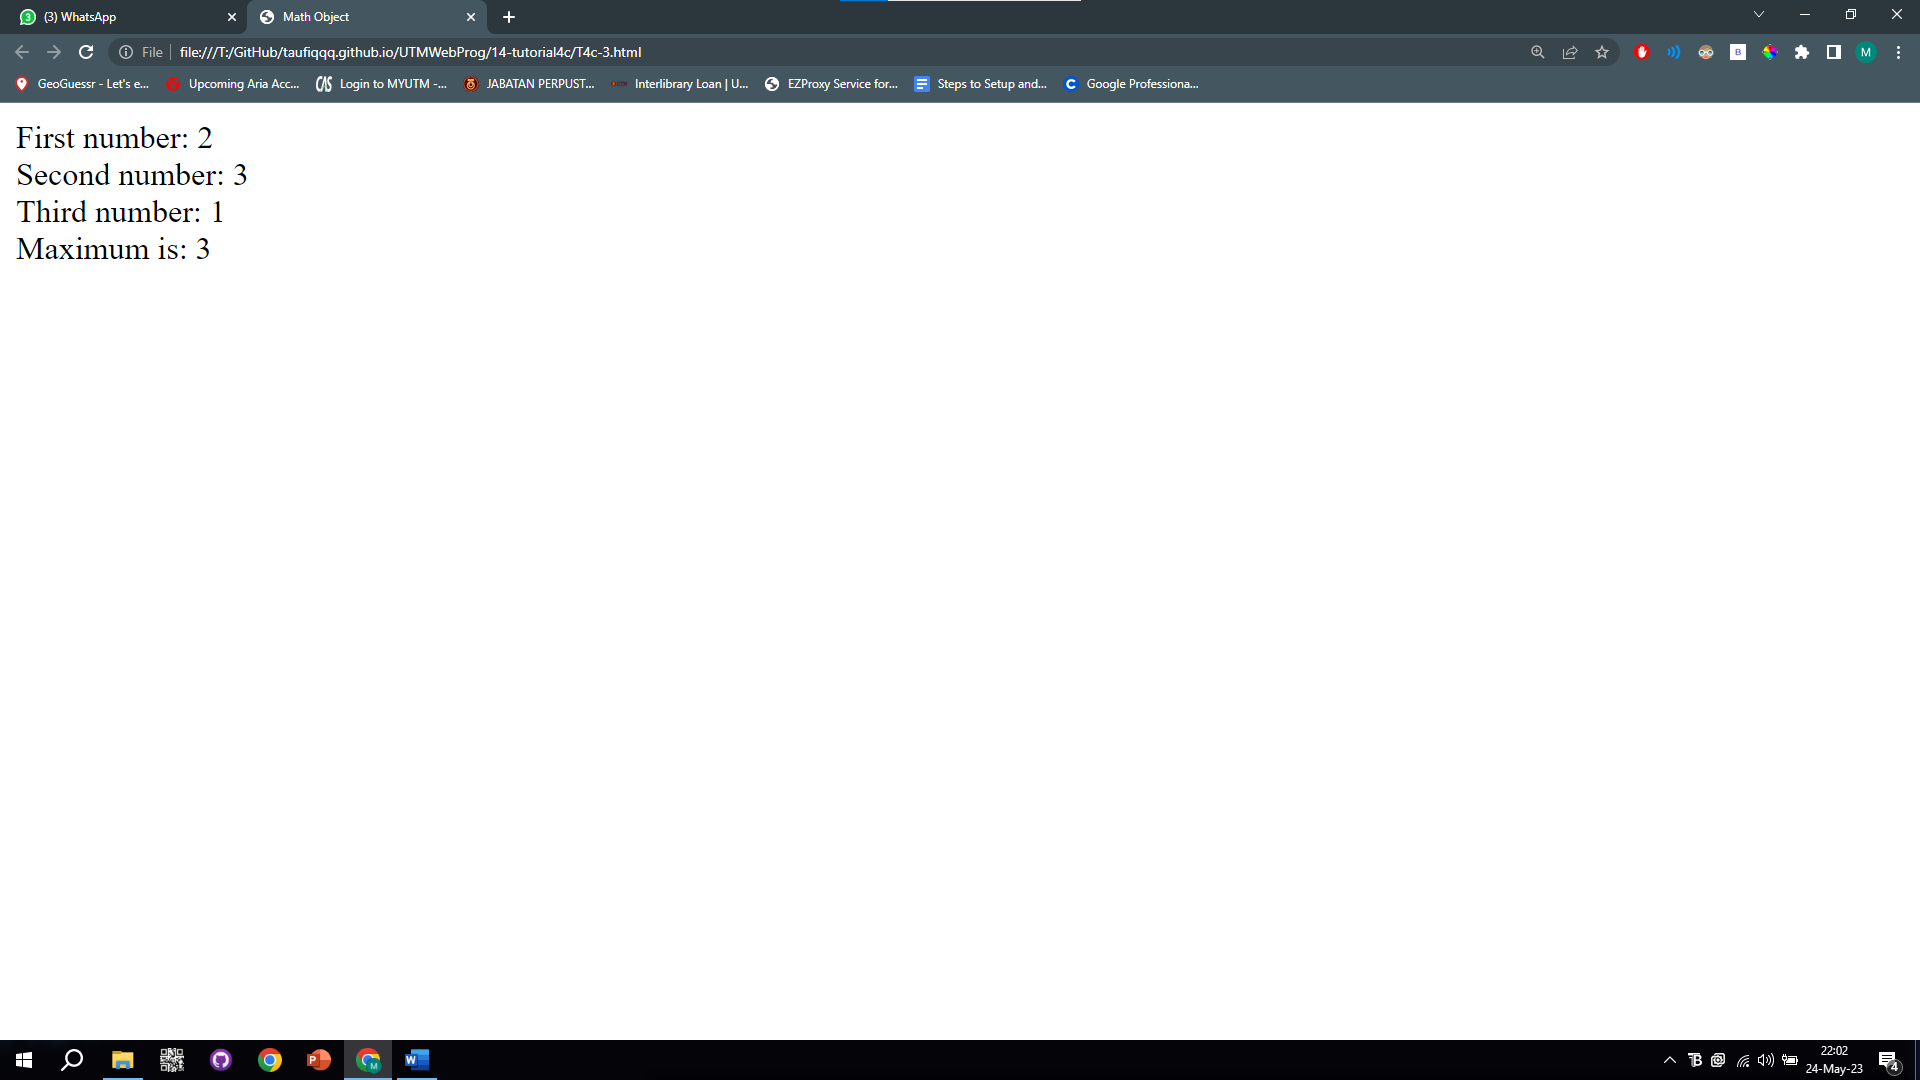 (3) WhatsApp
Math Object
File
file:///T:/GitHub/taufiqqq.github.io/UTMWebProg/14-tutorial4c/T4c-3.html
M
GeoGuessr - Let's e...
Upcoming Aria Acc...
Login to MYUTM -...
JABATAN PERPUST...
Interlibrary Loan | U...
EZProxy Service for...
Steps to Setup and...
Google Professiona...
First number: 2
Second number: 3
Third number: 1
Maximum is: 3
22:02
24-May-23
4